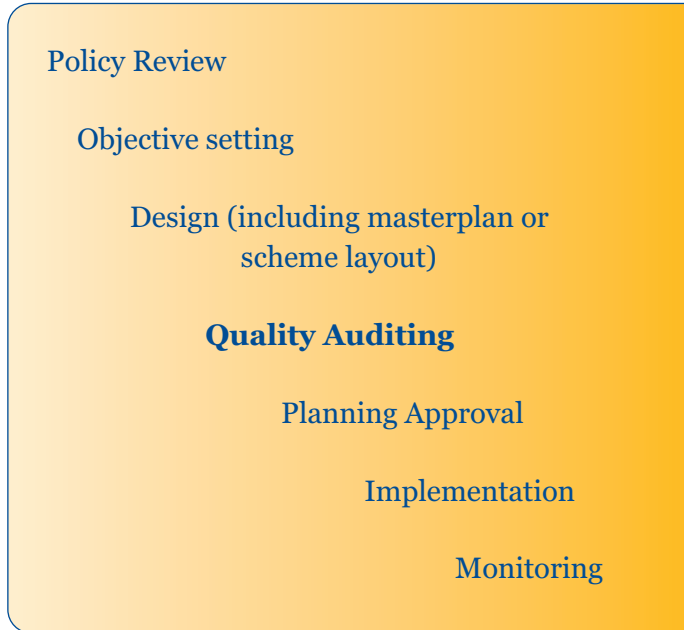 Policy Review
Objective setting
Design (including masterplan or
scheme layout)
Quality Auditing
Planning Approval
Implementation
Monitoring